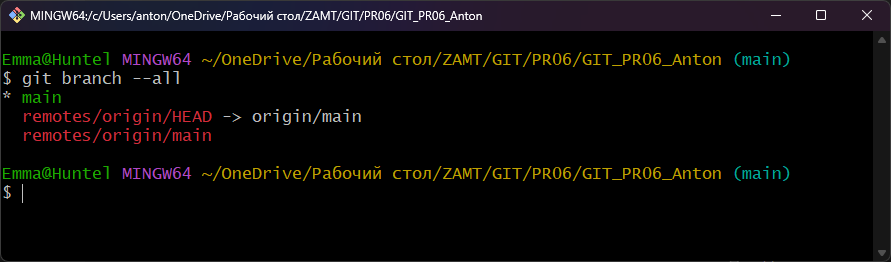 MINGW64:/c/Users/anton/OneDrive/Рабочий стол/ZAMT/GIT/PR06/GIT_PR06_Anton
Emma@Huntel MINGW64 ~/OneDrive/Рабочий стол/ZAMT/GIT/PR06/GIT_PR06_Anton (main)
$ git branch --all
* main
  remotes/origin/HEAD -> origin/main
  remotes/origin/main
Emma@Huntel MINGW64 ~/OneDrive/Рабочий стол/ZAMT/GIT/PR06/GIT_PR06_Anton (main)
$